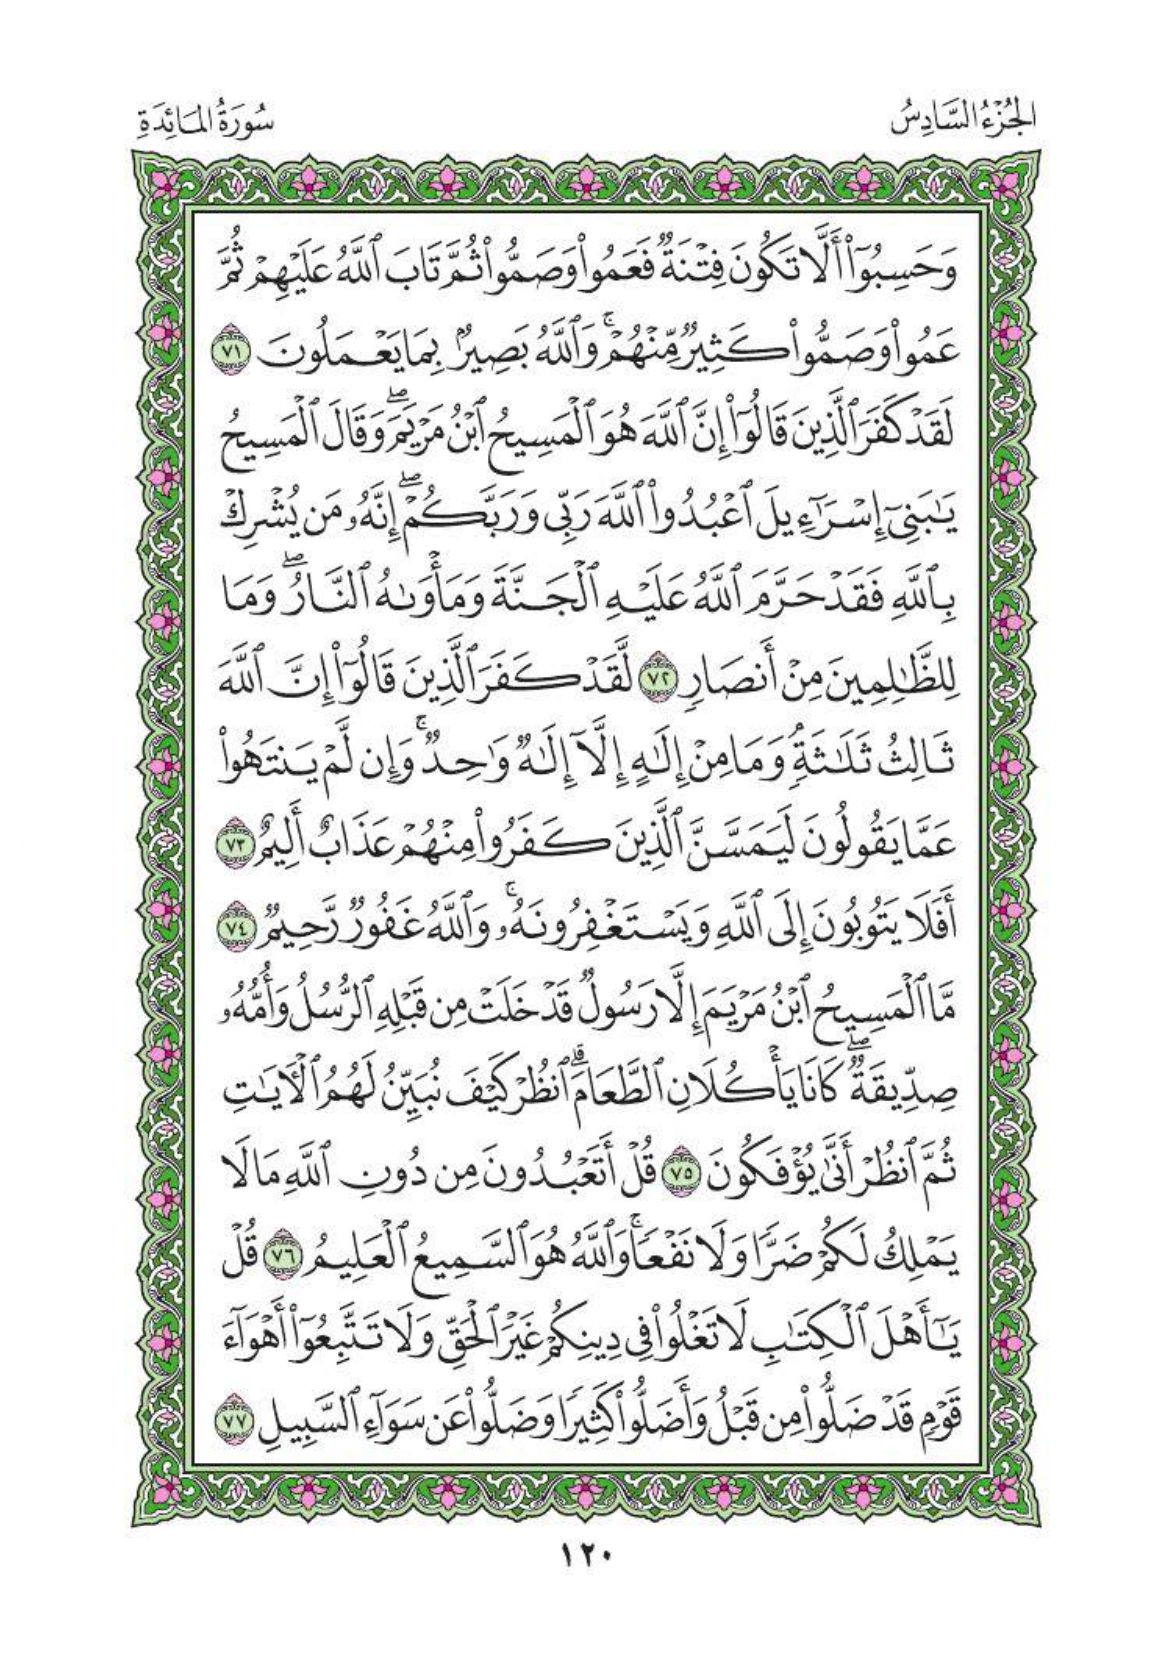 الجُزْءُ السَّادِسُ
سُورَةُ المَائِدَةِ
وَحَسِبُوٓا۟ أَلَّا تَكُونَ فِتْنَةٌ فَعَمُوا۟ وَصَمُّوا۟ ثُمَّ تَابَ ٱللَّهُ عَلَيْهِمْ ثُمَّ
عَمُوا۟ وَصَمُّوا۟ كَثِيرٌ مِّنْهُمْ ۚ وَٱللَّهُ بَصِيرٌۢ بِمَا يَعْمَلُونَ ٧١
لَقَدْ كَفَرَ ٱلَّذِينَ قَالُوٓا۟ إِنَّ ٱللَّهَ هُوَ ٱلْمَسِيحُ ٱبْنُ مَرْيَمَ ۖ وَقَالَ ٱلْمَسِيحُ
يَـٰبَنِىٓ إِسْرَٰٓءِيلَ ٱعْبُدُوا۟ ٱللَّهَ رَبِّى وَرَبَّكُمْ ۖ إِنَّهُۥ مَن يُشْرِكْ
بِٱللَّهِ فَقَدْ حَرَّمَ ٱللَّهُ عَلَيْهِ ٱلْجَنَّةَ وَمَأْوَىٰهُ ٱلنَّارُ ۖ وَمَا
لِلظَّـٰلِمِينَ مِنْ أَنصَارٍ ٧٢ لَّقَدْ كَفَرَ ٱلَّذِينَ قَالُوٓا۟ إِنَّ ٱللَّهَ
ثَالِثُ ثَلَـٰثَةٍ ۘ وَمَا مِنْ إِلَـٰهٍ إِلَّآ إِلَـٰهٌ وَٰحِدٌ ۚ وَإِن لَّمْ يَنتَهُوا۟
عَمَّا يَقُولُونَ لَيَمَسَّنَّ ٱلَّذِينَ كَفَرُوا۟ مِنْهُمْ عَذَابٌ أَلِيمٌ ٧٣
أَفَلَا يَتُوبُونَ إِلَى ٱللَّهِ وَيَسْتَغْفِرُونَهُۥ ۚ وَٱللَّهُ غَفُورٌ رَّحِيمٌ ٧٤
مَّا ٱلْمَسِيحُ ٱبْنُ مَرْيَمَ إِلَّا رَسُولٌ قَدْ خَلَتْ مِن قَبْلِهِ ٱلرُّسُلُ وَأُمُّهُۥ
صِدِّيقَةٌ ۖ كَانَا يَأْكُلَانِ ٱلطَّعَامَ ۗ ٱنظُرْ كَيْفَ نُبَيِّنُ لَهُمُ ٱلْـَٔايَـٰتِ
ثُمَّ ٱنظُرْ أَنَّىٰ يُؤْفَكُونَ ٧٥ قُلْ أَتَعْبُدُونَ مِن دُونِ ٱللَّهِ مَا لَا
يَمْلِكُ لَكُمْ ضَرًّا وَلَا نَفْعًا ۚ وَٱللَّهُ هُوَ ٱلسَّمِيعُ ٱلْعَلِيمُ ٧٦ قُلْ
يَـٰٓأَهْلَ ٱلْكِتَـٰبِ لَا تَغْلُوا۟ فِى دِينِكُمْ غَيْرَ ٱلْحَقِّ وَلَا تَتَّبِعُوٓا۟ أَهْوَآءَ
قَوْمٍ قَدْ ضَلُّوا۟ مِن قَبْلُ وَأَضَلُّوا۟ كَثِيرًا وَضَلُّوا۟ عَن سَوَآءِ ٱلسَّبِيلِ ٧٧
١٢٠